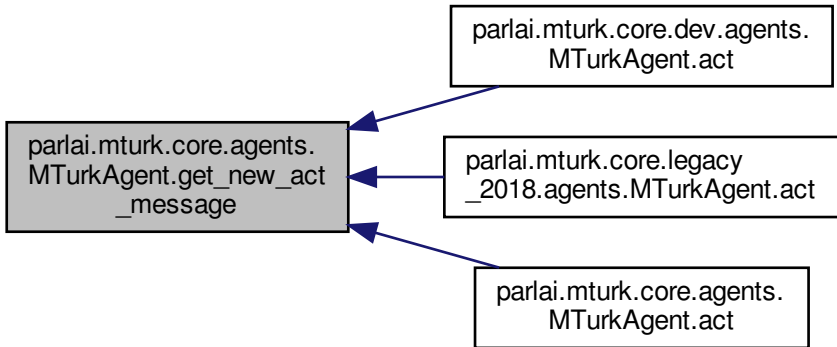 parlai.mturk.core.dev.agents.
MTurkAgent.act
parlai.mturk.core.agents.
MTurkAgent.get_new_act
_message
parlai.mturk.core.legacy
_2018.agents.MTurkAgent.act
parlai.mturk.core.agents.
MTurkAgent.act